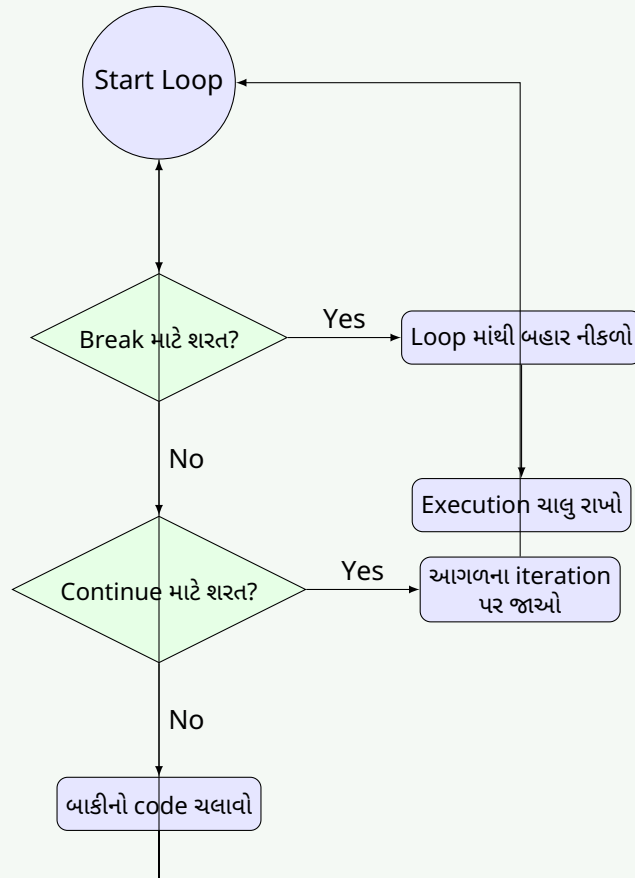 Start Loop
Break માટે શરત?
Yes
Loop માંથી બહાર નીકળો
No
Execution ચાલુ રાખો
Continue માટે શરત?
Yes
આગળના iteration
પર જાઓ
No
બાકીનો code ચલાવો